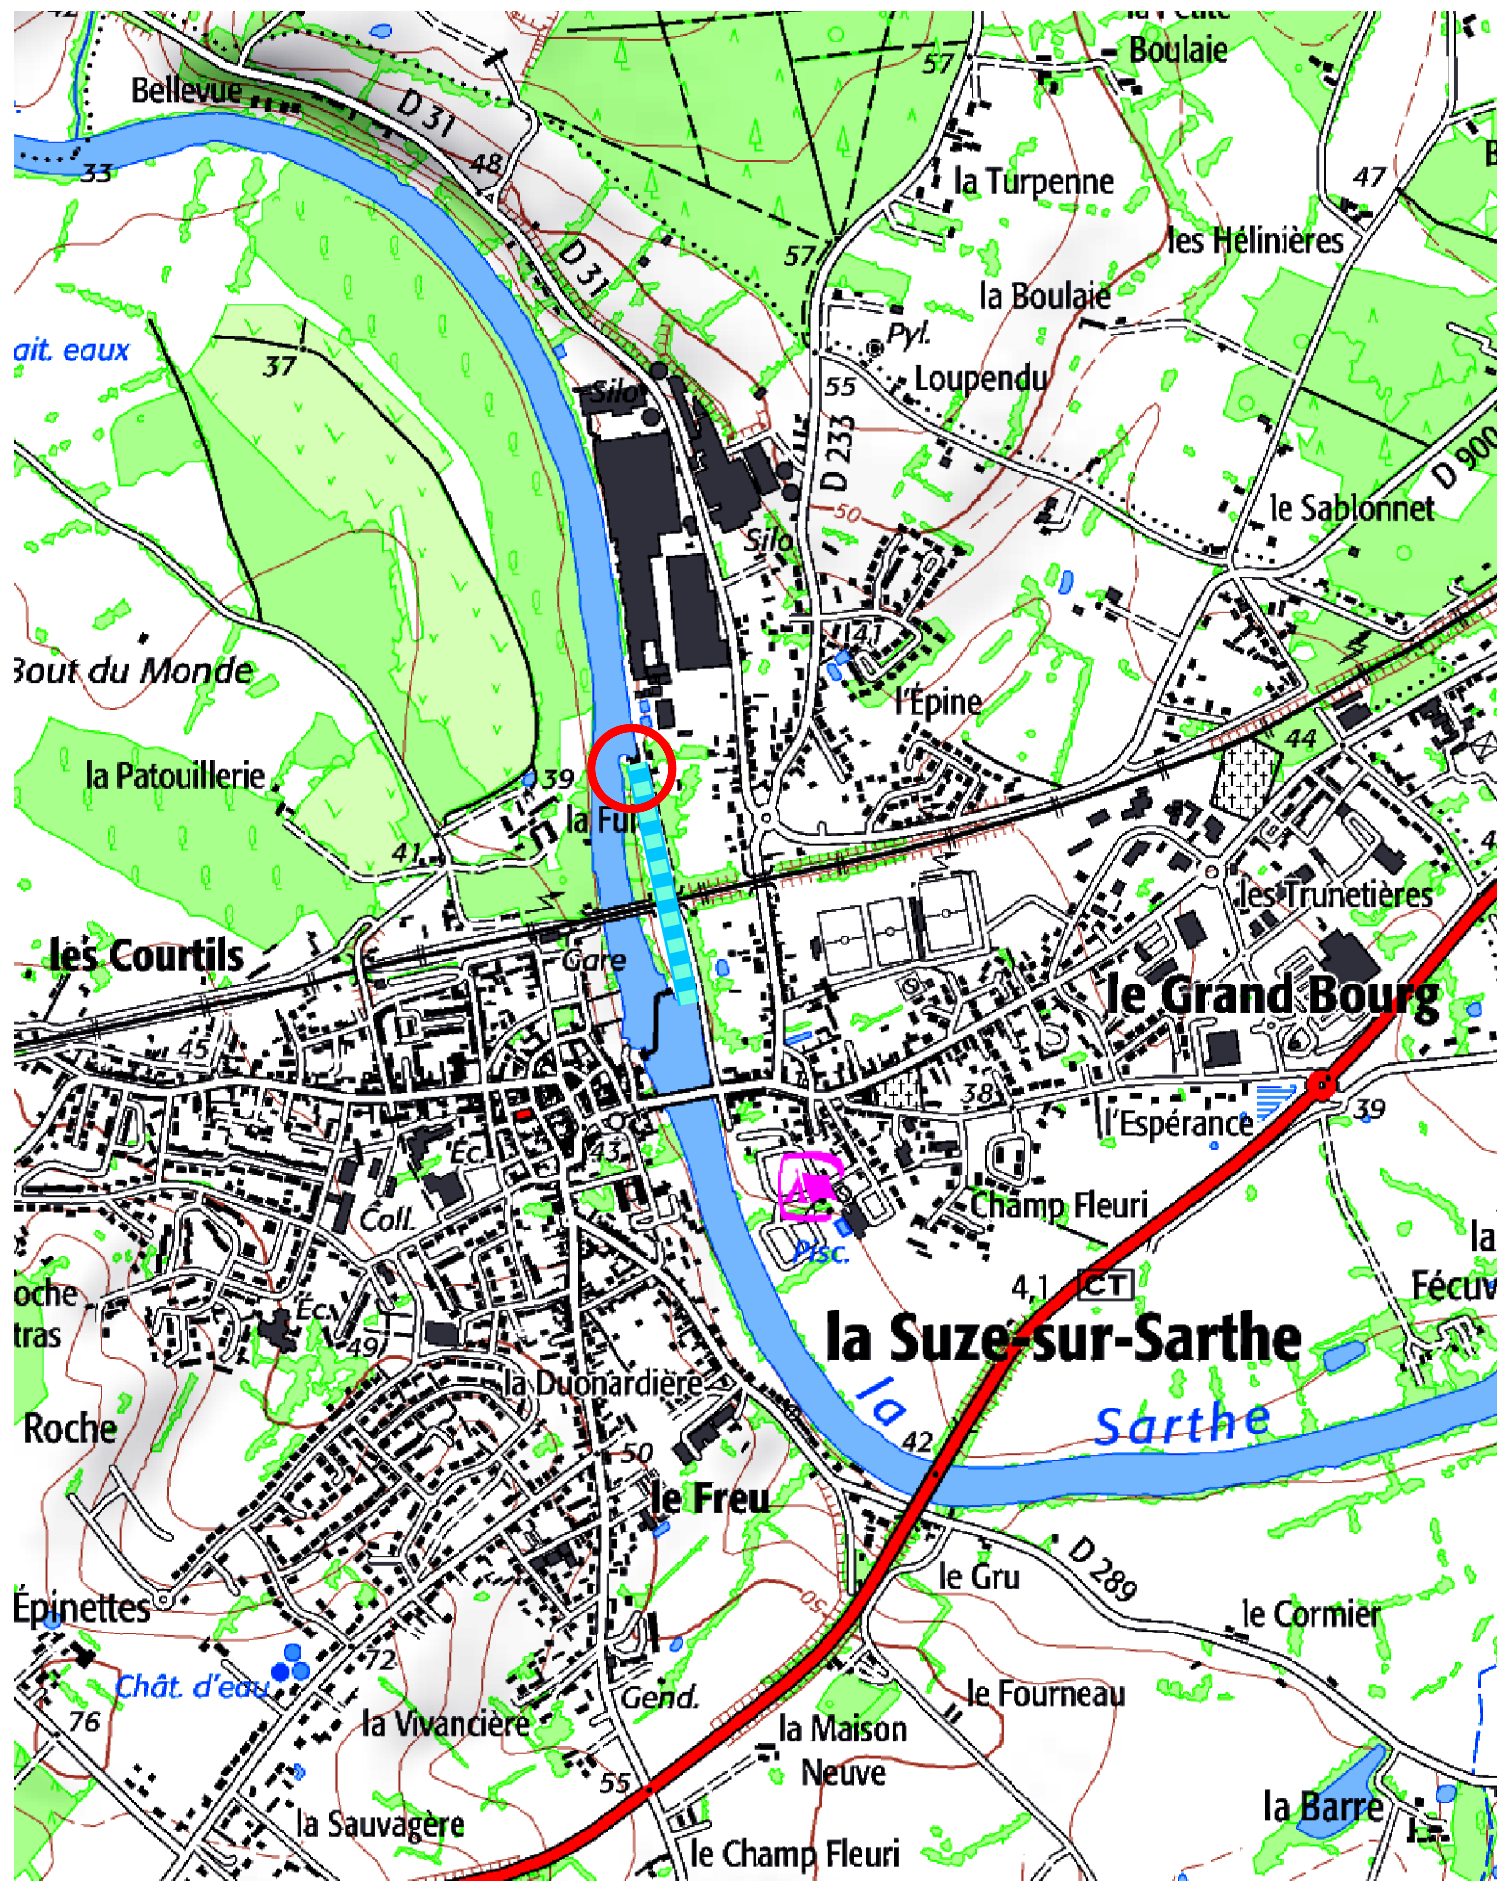 Boulaie
57
Bellevue
D 31
48
33
la Turpenne
47
les Hélinières
57
D 31
la Boulaie
Pyl.
ait. eaux
37
Loupendu
55
Silo
D 233
D 900
50
le Sablonnet
Silo
41
Bout du Monde
l'Épine
44
la Patouillerie
39
la Ful
41
les Trunetières
les Courtils
Gare
le Grand Bourg
45
38
39
l'Espérance
Éc.
43
Champ Fleuri
Coll.
la
Pisc.
4,1 CT
Fécuv
oche
tras
Éc.
49
la Suze-sur-Sarthe
la Duonardière
la
Sarthe
Roche
42
50
le Freu
D 289
le Gru
50
Épinettes
le Cormier
72
Chât. d'eau
Gend.
le Fourneau
76
la Vivancière
la Maison
Neuve
55
la Barre
la Sauvagère
le Champ Fleuri